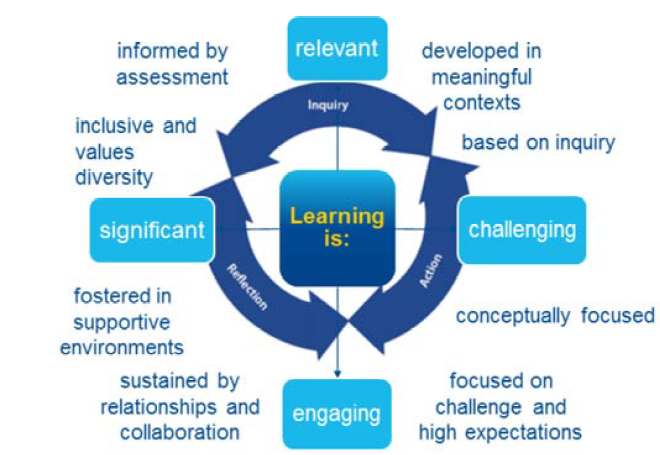 relevant
informed by
assessment
developed in
meaningful
contexts
Inquiry
inclusive and
values
diversity
based on inquiry
Learning
is:
significant
challenging
Reflection
Action
fostered in
supportive
environments
conceptually focused
sustained by
relationships and
collaboration
engaging
focused on
challenge and
high expectations